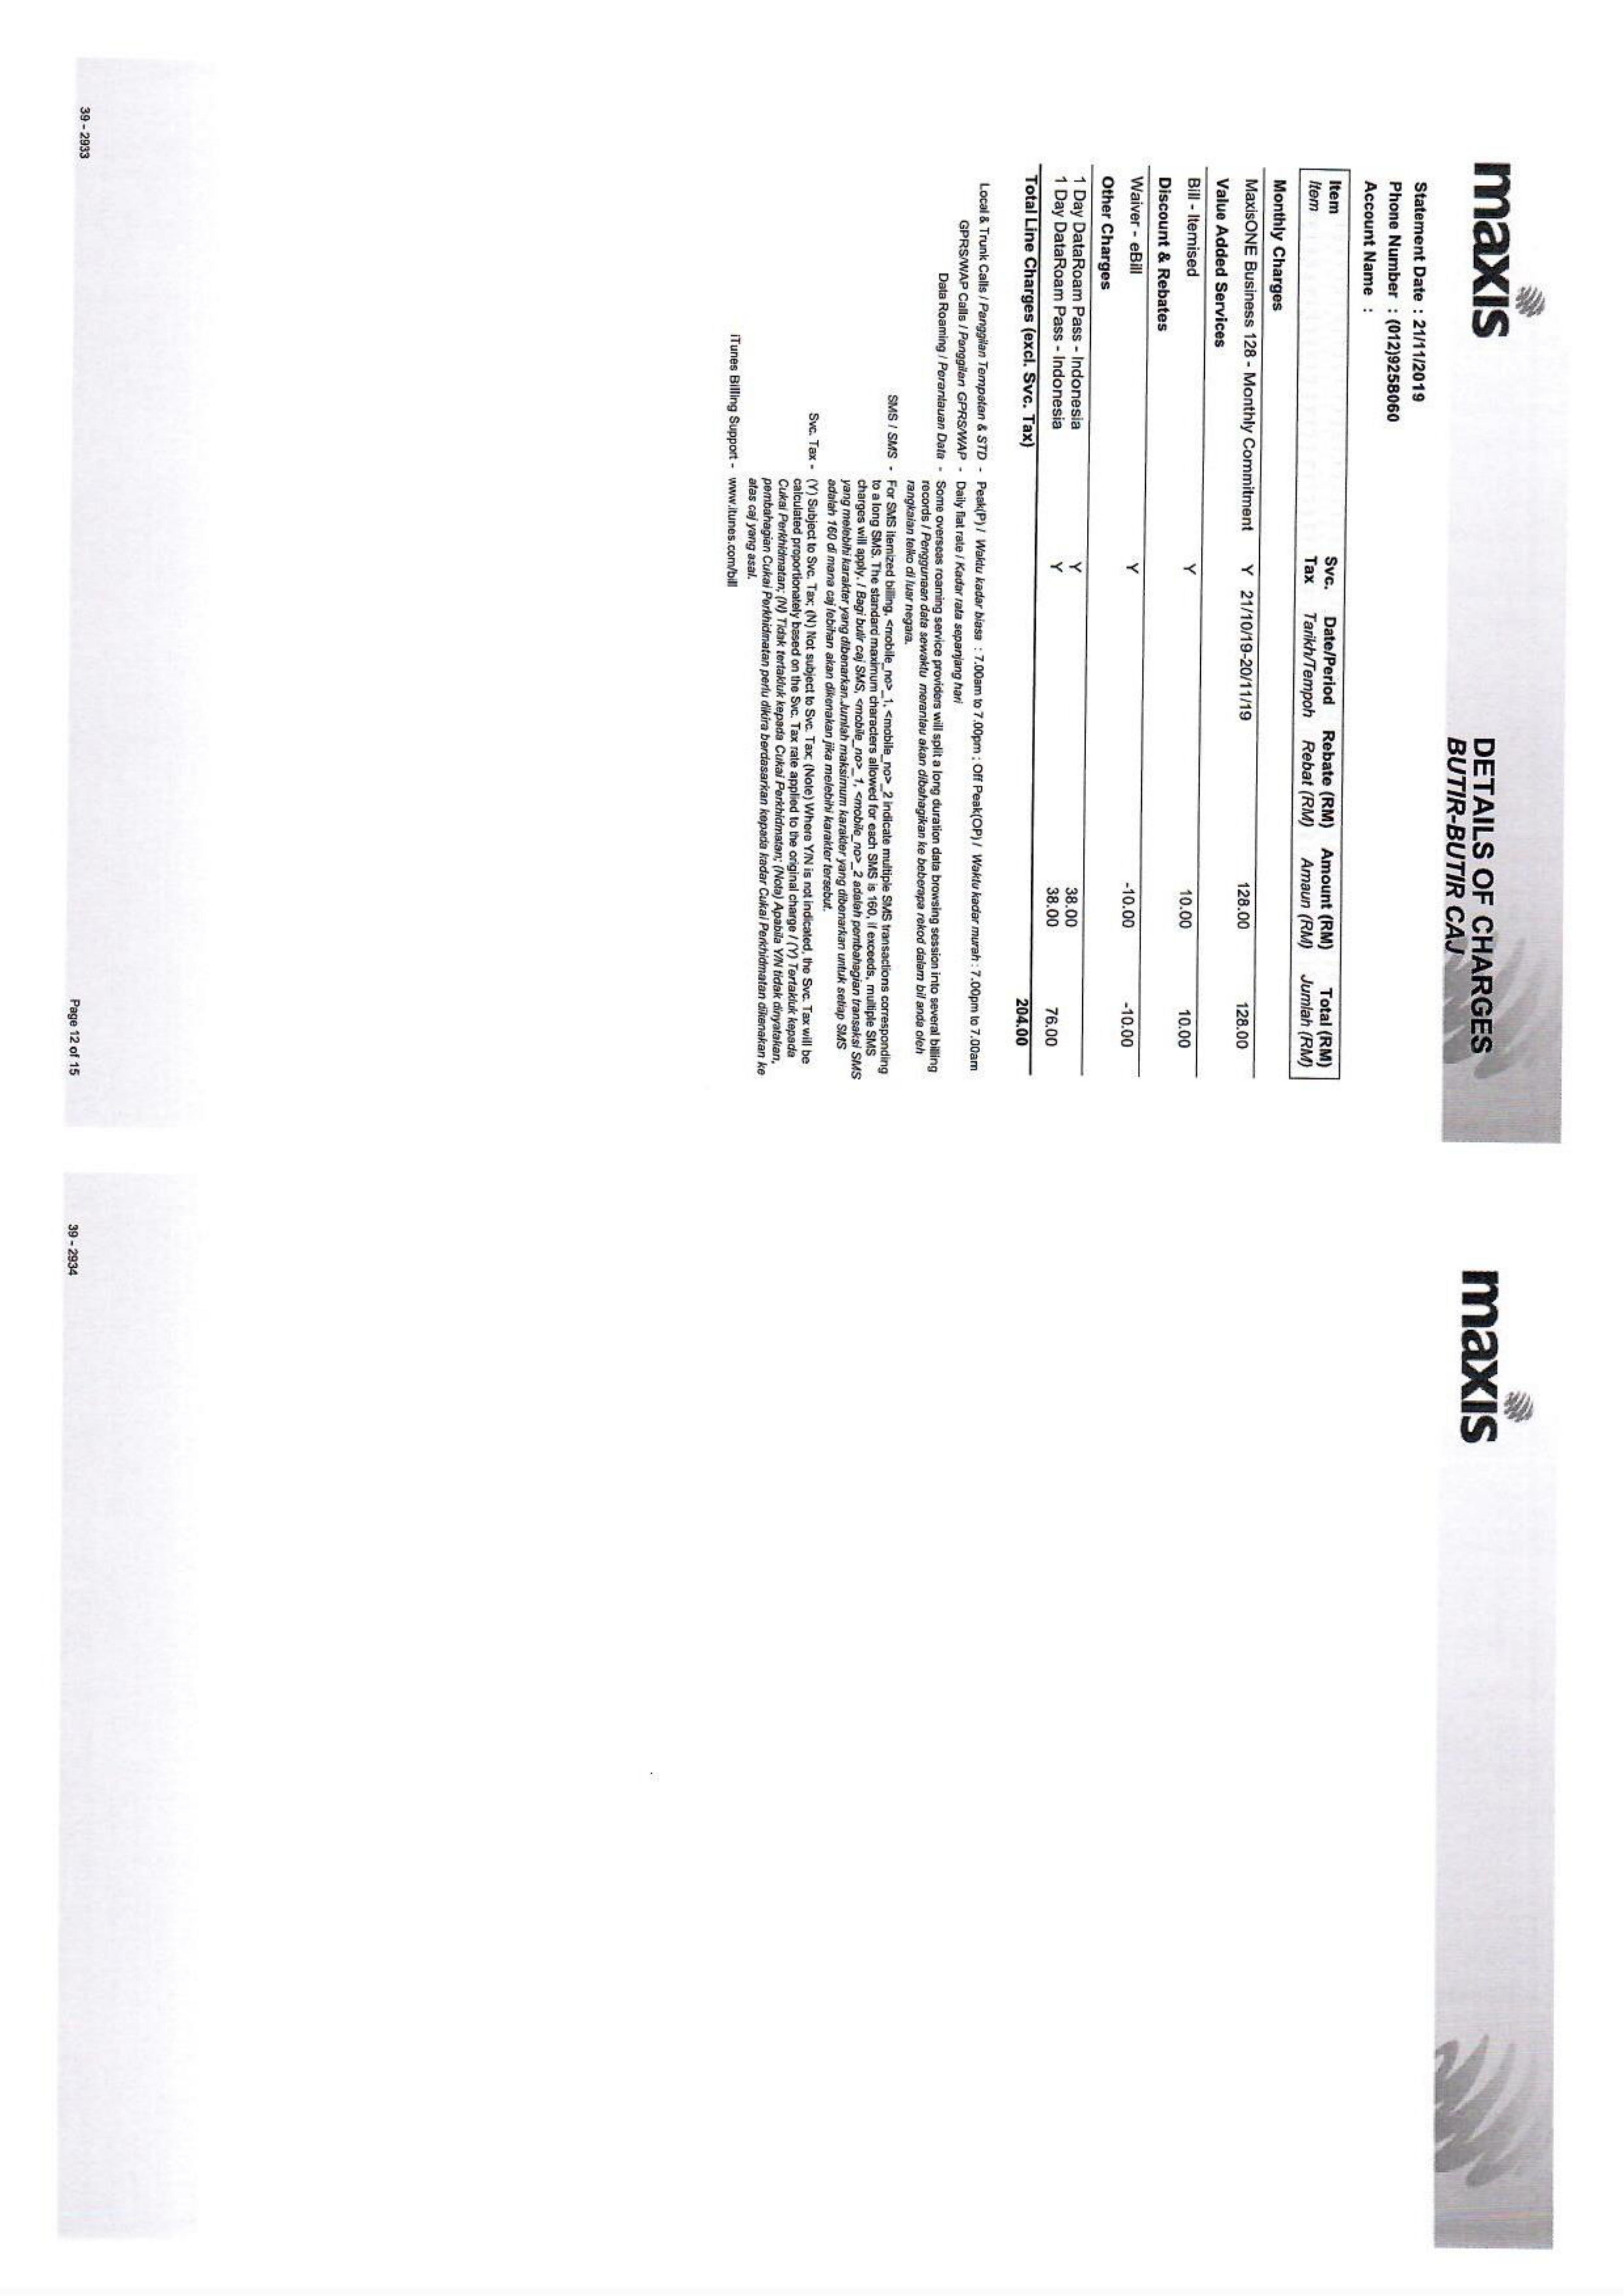 maxis
DETAILS OF CHARGES
BUTIR-BUTIR CAJ
Statement Date : 21/11/2019
Phone Number : (012)9258060
Account Name :
Item Svc. Date/Period Rebate (RM) Amount (RM) Total (RM)
Item Tax Tarikh/Tempoh Rebat (RM) Amaun (RM) Jumlah (RM)
Monthly Charges
MaxisONE Business 128 - Monthly Commitment Y 21/10/19-20/11/19 128.00 128.00
Value Added Services
Bill - Itemised Y 10.00 10.00
Discount & Rebates
Waiver - eBill Y -10.00 -10.00
Other Charges
1 Day DataRoam Pass - Indonesia Y 38.00
1 Day DataRoam Pass - Indonesia Y 38.00 76.00
Total Line Charges (excl. Svc. Tax) 204.00
Local & Trunk Calls / Panggilan Tempatan & STD - Peak(P) / Waktu kadar biasa : 7.00am to 7.00pm ; Off Peak(OP) / Waktu kadar murah : 7.00pm to 7.00am
GPRS/WAP Calls / Panggilan GPRS/WAP - Daily flat rate / Kadar rata sepanjang hari
Data Roaming / Perantauan Data - Some overseas roaming service providers will split a long duration data browsing session into several billing
records / Penggunaan data sewaktu merantau akan dibahagikan ke beberapa rekod dalam bil anda oleh
rangkaian telko di luar negara.
SMS / SMS - For SMS itemized billing, <mobile_no>_1, <mobile_no>_2 indicate multiple SMS transactions corresponding
to a long SMS. The standard maximum characters allowed for each SMS is 160, if exceeds, multiple SMS
charges will apply. / Bagi butir caj SMS, <mobile_no>_1, <mobile_no>_2 adalah pembahagian transaksi SMS
yang melebihi karakter yang dibenarkan.Jumlah maksimum karakter yang dibenarkan untuk setiap SMS
adalah 160 di mana caj lebihan akan dikenakan jika melebihi karakter tersebut.
Svc. Tax - (Y) Subject to Svc. Tax; (N) Not subject to Svc. Tax; (Note) Where Y/N is not indicated, the Svc. Tax will be
calculated proportionately based on the Svc. Tax rate applied to the original charge / (Y) Tertakluk kepada
Cukai Perkhidmatan; (N) Tidak tertakluk kepada Cukai Perkhidmatan; (Nota) Apabila Y/N tidak dinyatakan,
pembahagian Cukai Perkhidmatan perlu dikira berdasarkan kepada kadar Cukai Perkhidmatan dikenakan ke
atas caj yang asal.
iTunes Billing Support - www.itunes.com/bill
39 - 2933 Page 12 of 15
maxis
39 - 2934